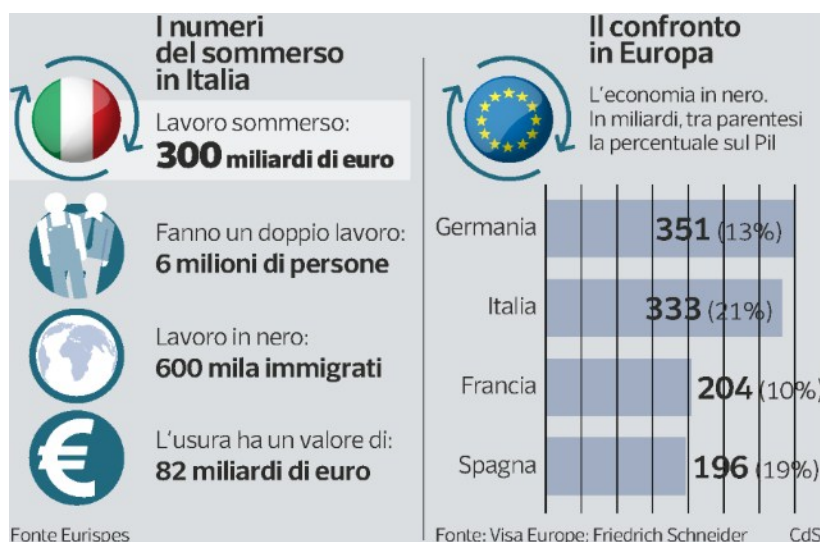 I numeri
del sommerso
in Italia
Lavoro sommerso:
300 miliardi di euro
Fanno un doppio lavoro:
6 milioni di persone
Lavoro in nero:
600 mila immigrati
L'usura ha un valore di:
82 miliardi di euro
Fonte Eurispes
Il confronto
in Europa
L'economia in nero.
In miliardi, tra parentesi
la percentuale sul Pil
Germania 351 (13%)
Italia 333 (21%)
Francia 204 (10%)
Spagna 196 (19%)
Fonte: Visa Europe; Friedrich Schneider CdS